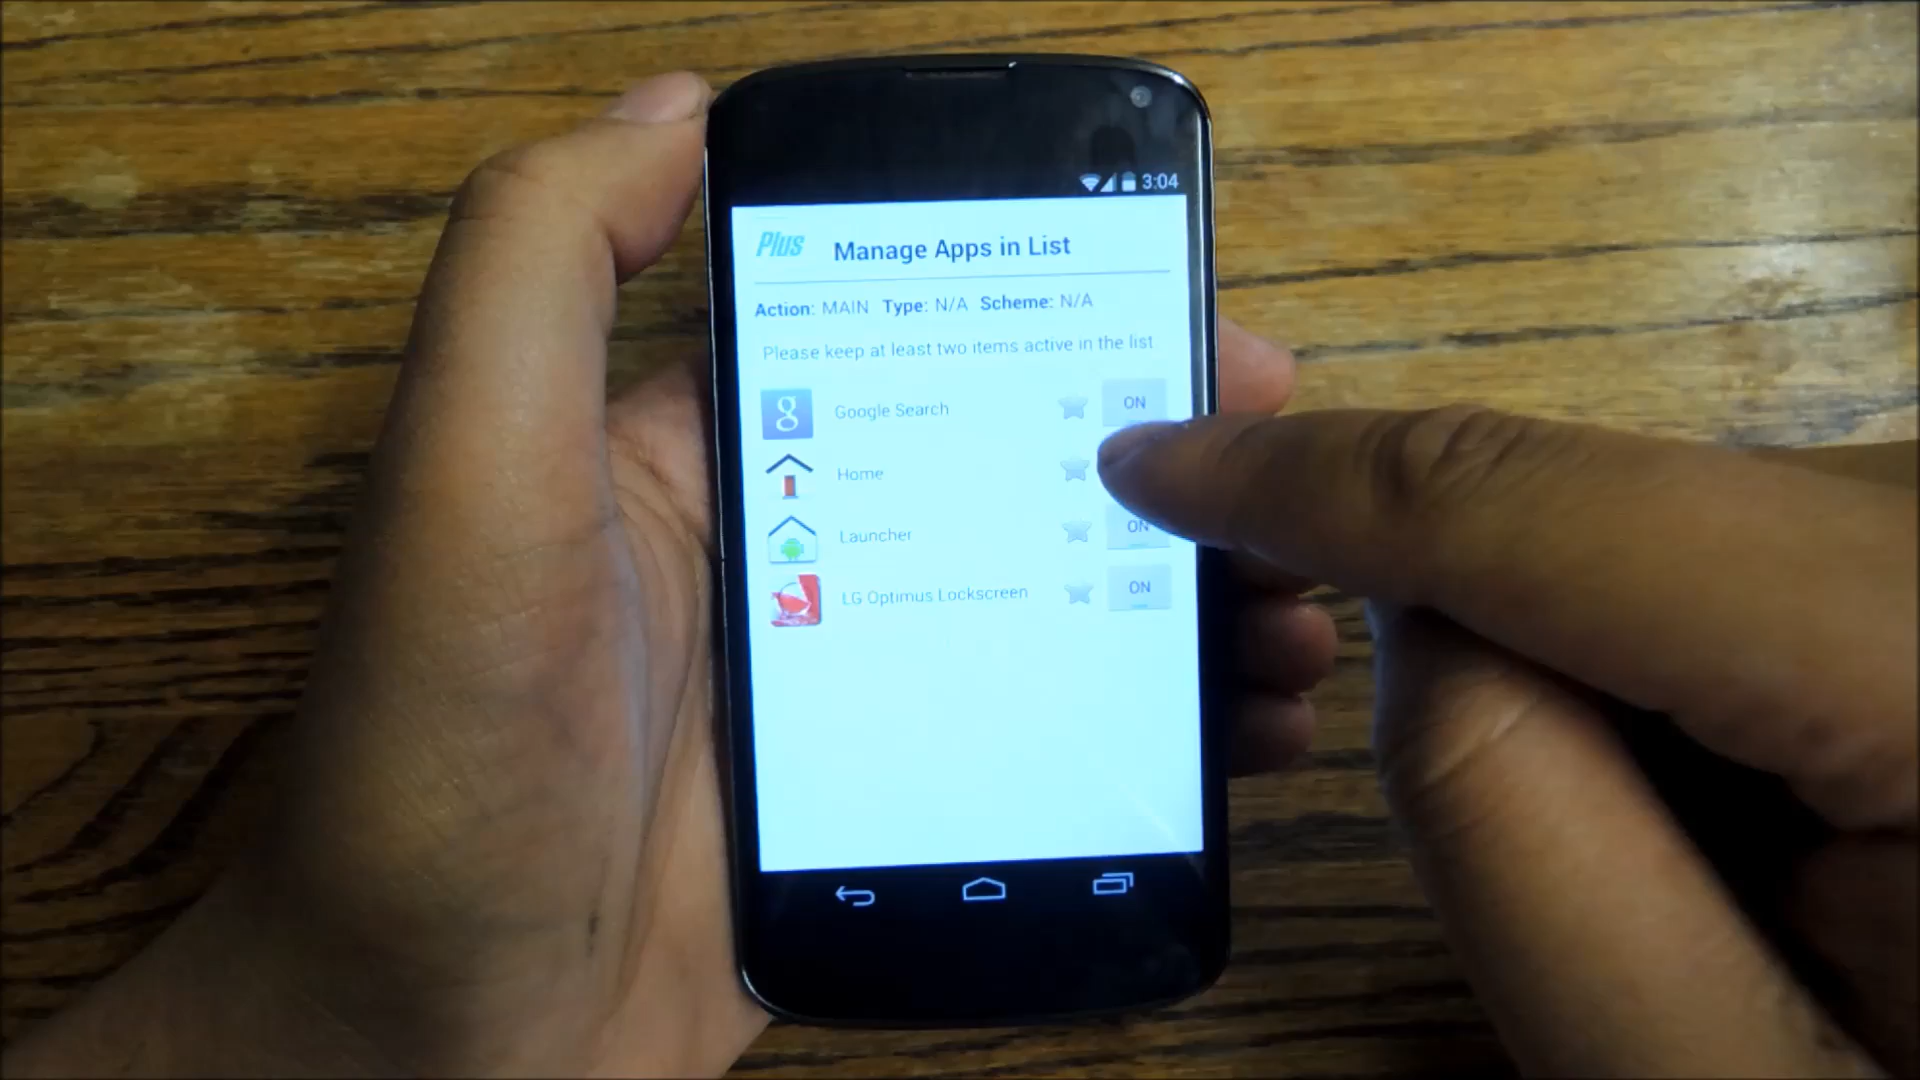 3:04
Plus Manage Apps in List
Action: MAIN Type: N/A Scheme: N/A
Please keep at least two items active in the list
g Google Search ON
Home
Launcher ON
LG Optimus Lockscreen ON